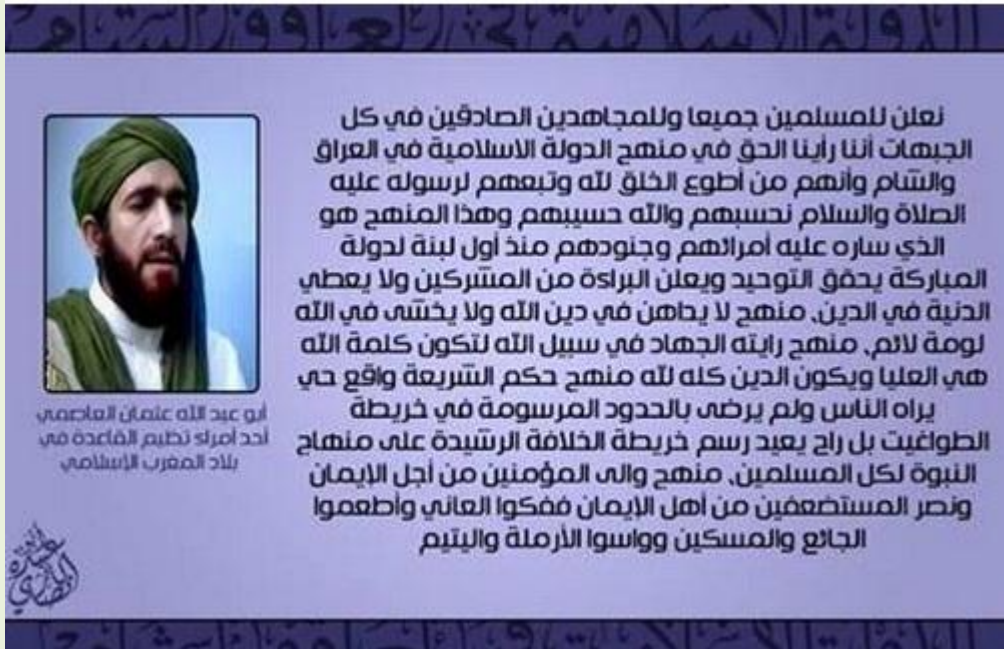 الدولة الاسلامية في العراق والشام
نعلن للمسلمين جميعا وللمجاهدين الصادقين في كل
الجبهات أننا رأينا الحق في منهج الدولة الاسلامية في العراق
والشام وأنهم من أطوع الخلق لله وتبعهم لرسوله عليه
الصلاة والسلام نحسبهم والله حسيبهم وهذا المنهج هو
الذي ساره عليه أمرائهم وجنودهم منذ أول لبنة لدولة
المباركة يحقق التوحيد ويعلن البراءة من المشركين ولا يعطي
الدنية في الدين، منهج لا يداهن في دين الله ولا يخشى في الله
لومة لائم، منهج رايته الجهاد في سبيل الله لتكون كلمة الله
هي العليا ويكون الدين كله لله منهج حكم الشريعة واقع حي
يراه الناس ولم يرضى بالحدود المرسومة في خريطة
الطواغيت بل راح يعيد رسم خريطة الخلافة الرشيدة على منهاج
النبوة لكل المسلمين، منهج والى المؤمنين من أجل الإيمان
ونصر المستضعفين من أهل الإيمان ففكوا العاني وأطعموا
الجائع والمسكين وواسوا الأرملة واليتيم
أبو عبد الله عثمان العاصمي
أحد أمراء تنظيم القاعدة في
بلاد المغرب الإسلامي